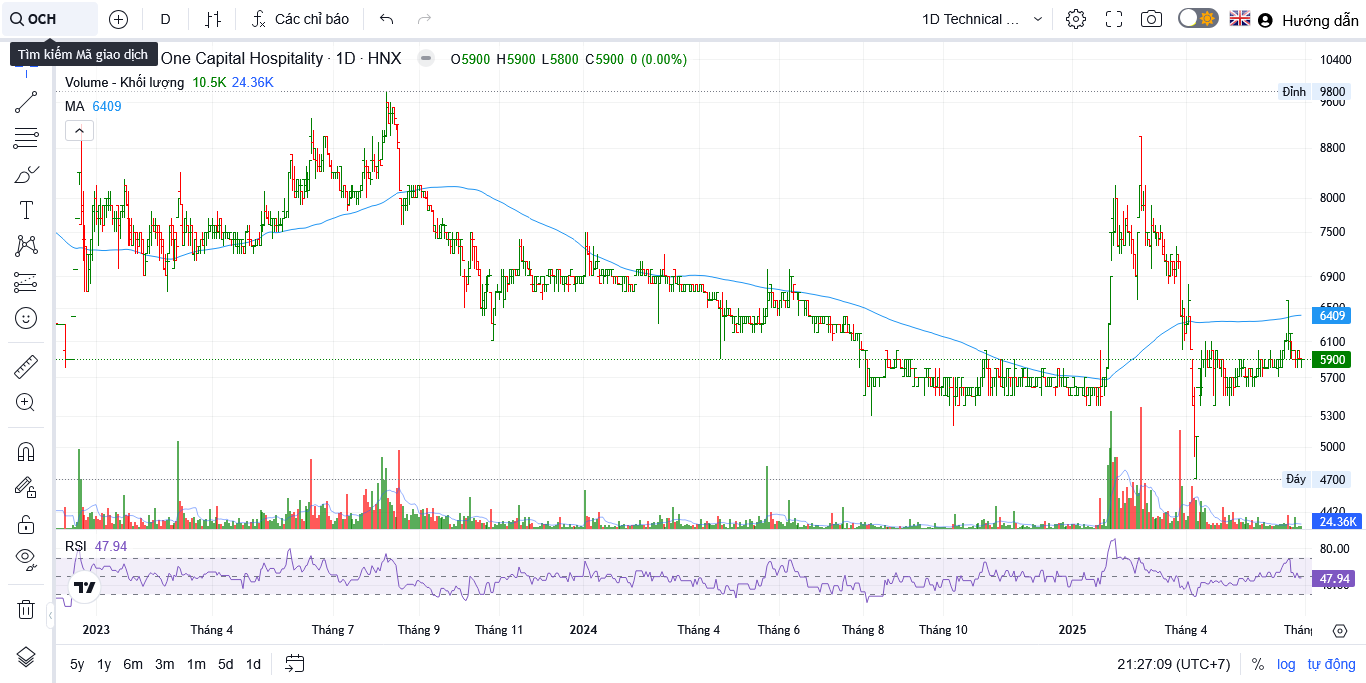 OCH D Các chỉ báo 1D Technical ... Hướng dẫn
Tìm kiếm Mã giao dịch
One Capital Hospitality · 1D · HNX O5900 H5900 L5800 C5900 0 (0.00%)
Volume - Khối lượng 10.5K 24.36K
MA 6409
10400
Đỉnh 9800
9600
8800
8000
7500
6900
6500
6409
6100
5900
5700
5300
5000
Đáy 4700
4420
24.36K
RSI 47.94
80.00
47.94
2023 Tháng 4 Tháng 7 Tháng 9 Tháng 11 2024 Tháng 4 Tháng 6 Tháng 8 Tháng 10 2025 Tháng 4 Tháng
5y 1y 6m 3m 1m 5d 1d 21:27:09 (UTC+7) % log tự động